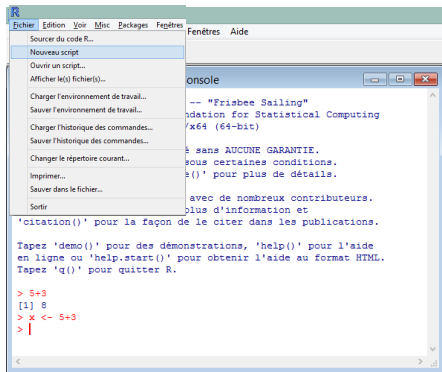 R
Fichier Edition Voir Misc Packages Fenêtres
Fenêtres Aide
Sourcer du code R...
Nouveau script
Ouvrir un script...
Afficher le(s) fichier(s)...
Charger l'environnement de travail...
Sauver l'environnement de travail...
Charger l'historique des commandes...
Sauver l'historique des commandes...
Changer le répertoire courant...
Imprimer...
Sauver dans le fichier...
Sortir
onsole
-- "Frisbee Sailing"
dation for Statistical Computing
/x64 (64-bit)
sans AUCUNE GARANTIE.
sous certaines conditions.
e()' pour plus de détails.
avec de nombreux contributeurs.
plus d'information et
'citation()' pour la façon de le citer dans les publications.
Tapez 'demo()' pour des démonstrations, 'help()' pour l'aide
en ligne ou 'help.start()' pour obtenir l'aide au format HTML.
Tapez 'q()' pour quitter R.
> 5+3
[1] 8
> x <- 5+3
>